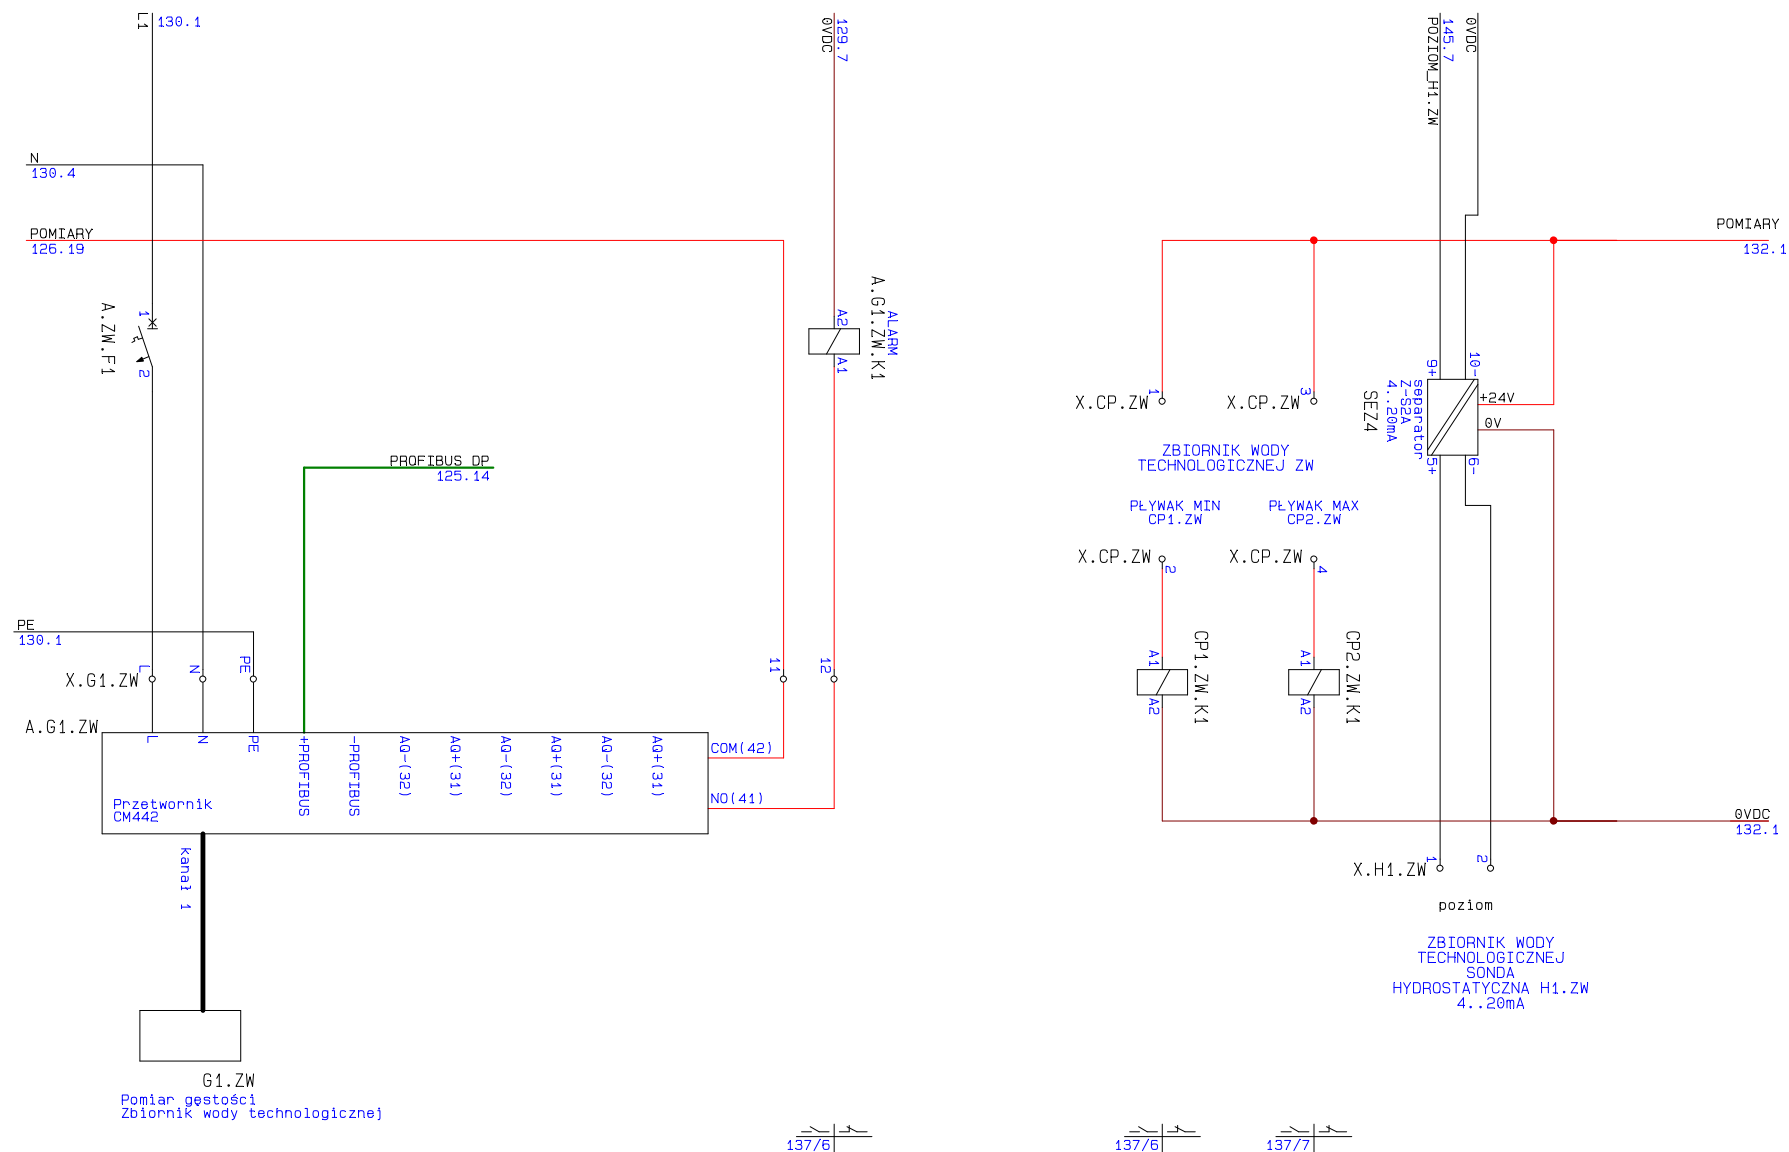 L1
130.1
0VDC
129.7
POZIOM_H1.ZW
145.7
0VDC
N
130.4
POMIARY
126.19
POMIARY
132.1
A.ZW.F1
1
2
A2
A1
ALARM
A.G1.ZW.K1
9+
10-
separator
Z-S2A
4..20mA
SEZ4
+24V
0V
5+
6-
X.CP.ZW
1
X.CP.ZW
3
ZBIORNIK WODY
TECHNOLOGICZNEJ ZW
PŁYWAK MIN
CP1.ZW
PŁYWAK MAX
CP2.ZW
X.CP.ZW
2
X.CP.ZW
4
PROFIBUS DP
125.14
PE
130.1
X.G1.ZW
L
N
PE
11
12
A1
A2
CP1.ZW.K1
A1
A2
CP2.ZW.K1
A.G1.ZW
L
N
PE
+PROFIBUS
-PROFIBUS
AQ-(32)
AQ+(31)
AQ-(32)
AQ+(31)
AQ-(32)
AQ+(31)
COM(42)
NO(41)
Przetwornik
CM442
kanał 1
0VDC
132.1
X.H1.ZW
1
2
poziom
ZBIORNIK WODY
TECHNOLOGICZNEJ
SONDA
HYDROSTATYCZNA H1.ZW
4..20mA
G1.ZW
Pomiar gęstości
Zbiornik wody technologicznej
137/6
137/6
137/7